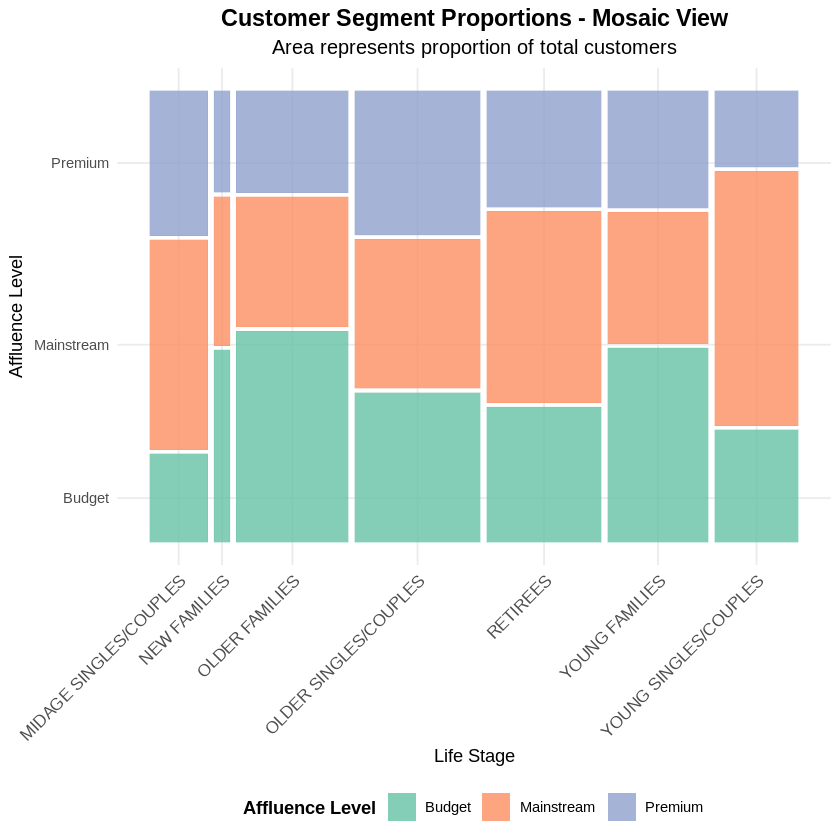 Customer Segment Proportions - Mosaic View
Area represents proportion of total customers
Affluence Level
Premium
Mainstream
Budget
MIDAGE SINGLES/COUPLES
NEW FAMILIES
OLDER FAMILIES
OLDER SINGLES/COUPLES
RETIREES
YOUNG FAMILIES
YOUNG SINGLES/COUPLES
Life Stage
Affluence Level Budget Mainstream Premium